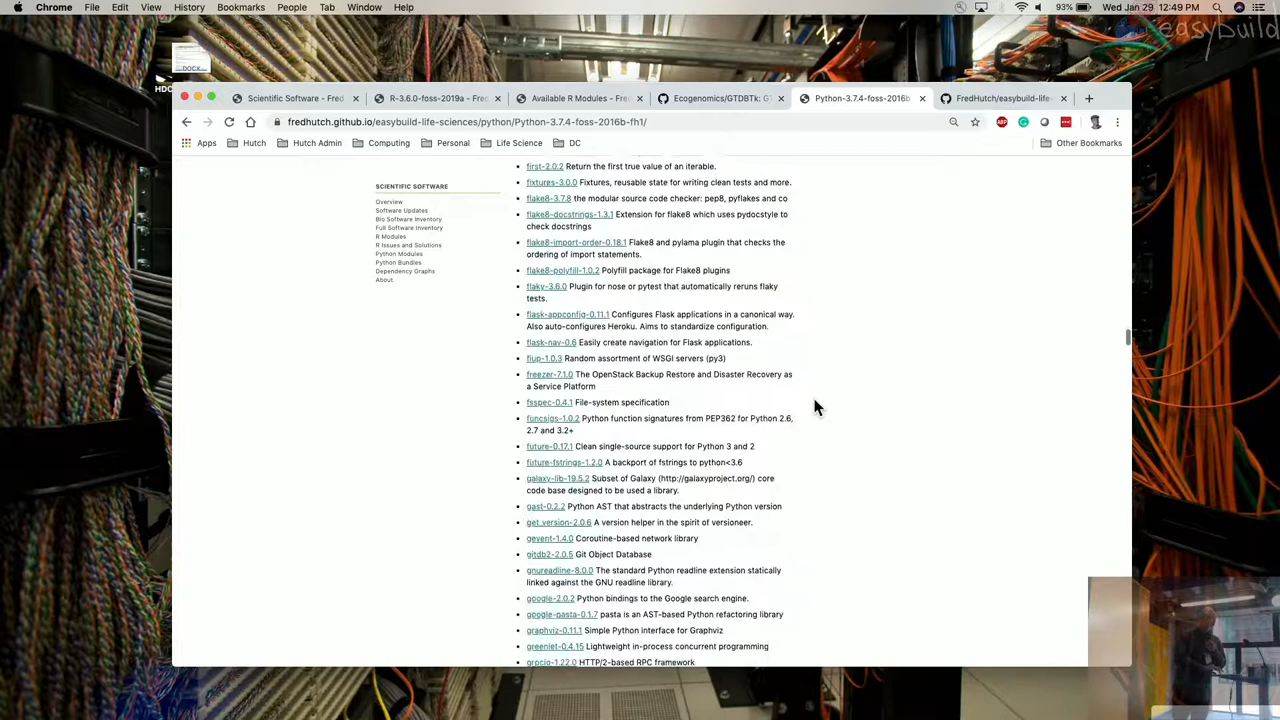 Chrome File Edit View History Bookmarks People Tab Window Help
93% Wed Jan 29 12:49 PM
easybuild
DOCX
HDC
Scientific Software - Fred
R-3.6.0-foss-2019a - Fred
Available R Modules - Fred
Ecogenomics/GTDBTk: GT
Python-3.7.4-foss-2016b
FredHutch/easybuild-life-
fredhutch.github.io/easybuild-life-sciences/python/Python-3.7.4-foss-2016b-fh1/
Apps Hutch Hutch Admin Computing Personal Life Science DC Other Bookmarks
SCIENTIFIC SOFTWARE
Overview
Software Updates
Bio Software Inventory
Full Software Inventory
R Modules
R Issues and Solutions
Python Modules
Python Bundles
Dependency Graphs
About
first-2.0.2 Return the first true value of an iterable.
fixtures-3.0.0 Fixtures, reusable state for writing clean tests and more.
flake8-3.7.8 the modular source code checker: pep8, pyflakes and co
flake8-docstrings-1.3.1 Extension for flake8 which uses pydocstyle to
check docstrings
flake8-import-order-0.18.1 Flake8 and pylama plugin that checks the
ordering of import statements.
flake8-polyfill-1.0.2 Polyfill package for Flake8 plugins
flaky-3.6.0 Plugin for nose or pytest that automatically reruns flaky
tests.
flask-appconfig-0.11.1 Configures Flask applications in a canonical way.
Also auto-configures Heroku. Aims to standardize configuration.
flask-nav-0.6 Easily create navigation for Flask applications.
flup-1.0.3 Random assortment of WSGI servers (py3)
freezer-7.1.0 The OpenStack Backup Restore and Disaster Recovery as
a Service Platform
fsspec-0.4.1 File-system specification
funcsigs-1.0.2 Python function signatures from PEP362 for Python 2.6,
2.7 and 3.2+
future-0.17.1 Clean single-source support for Python 3 and 2
future-fstrings-1.2.0 A backport of fstrings to python<3.6
galaxy-lib-19.5.2 Subset of Galaxy (http://galaxyproject.org/) core
code base designed to be used a library.
gast-0.2.2 Python AST that abstracts the underlying Python version
get_version-2.0.6 A version helper in the spirit of versioneer.
gevent-1.4.0 Coroutine-based network library
gitdb2-2.0.5 Git Object Database
gnureadline-8.0.0 The standard Python readline extension statically
linked against the GNU readline library.
google-2.0.2 Python bindings to the Google search engine.
google-pasta-0.1.7 pasta is an AST-based Python refactoring library
graphviz-0.11.1 Simple Python interface for Graphviz
greenlet-0.4.15 Lightweight in-process concurrent programming
grpcio-1.22.0 HTTP/2-based RPC framework